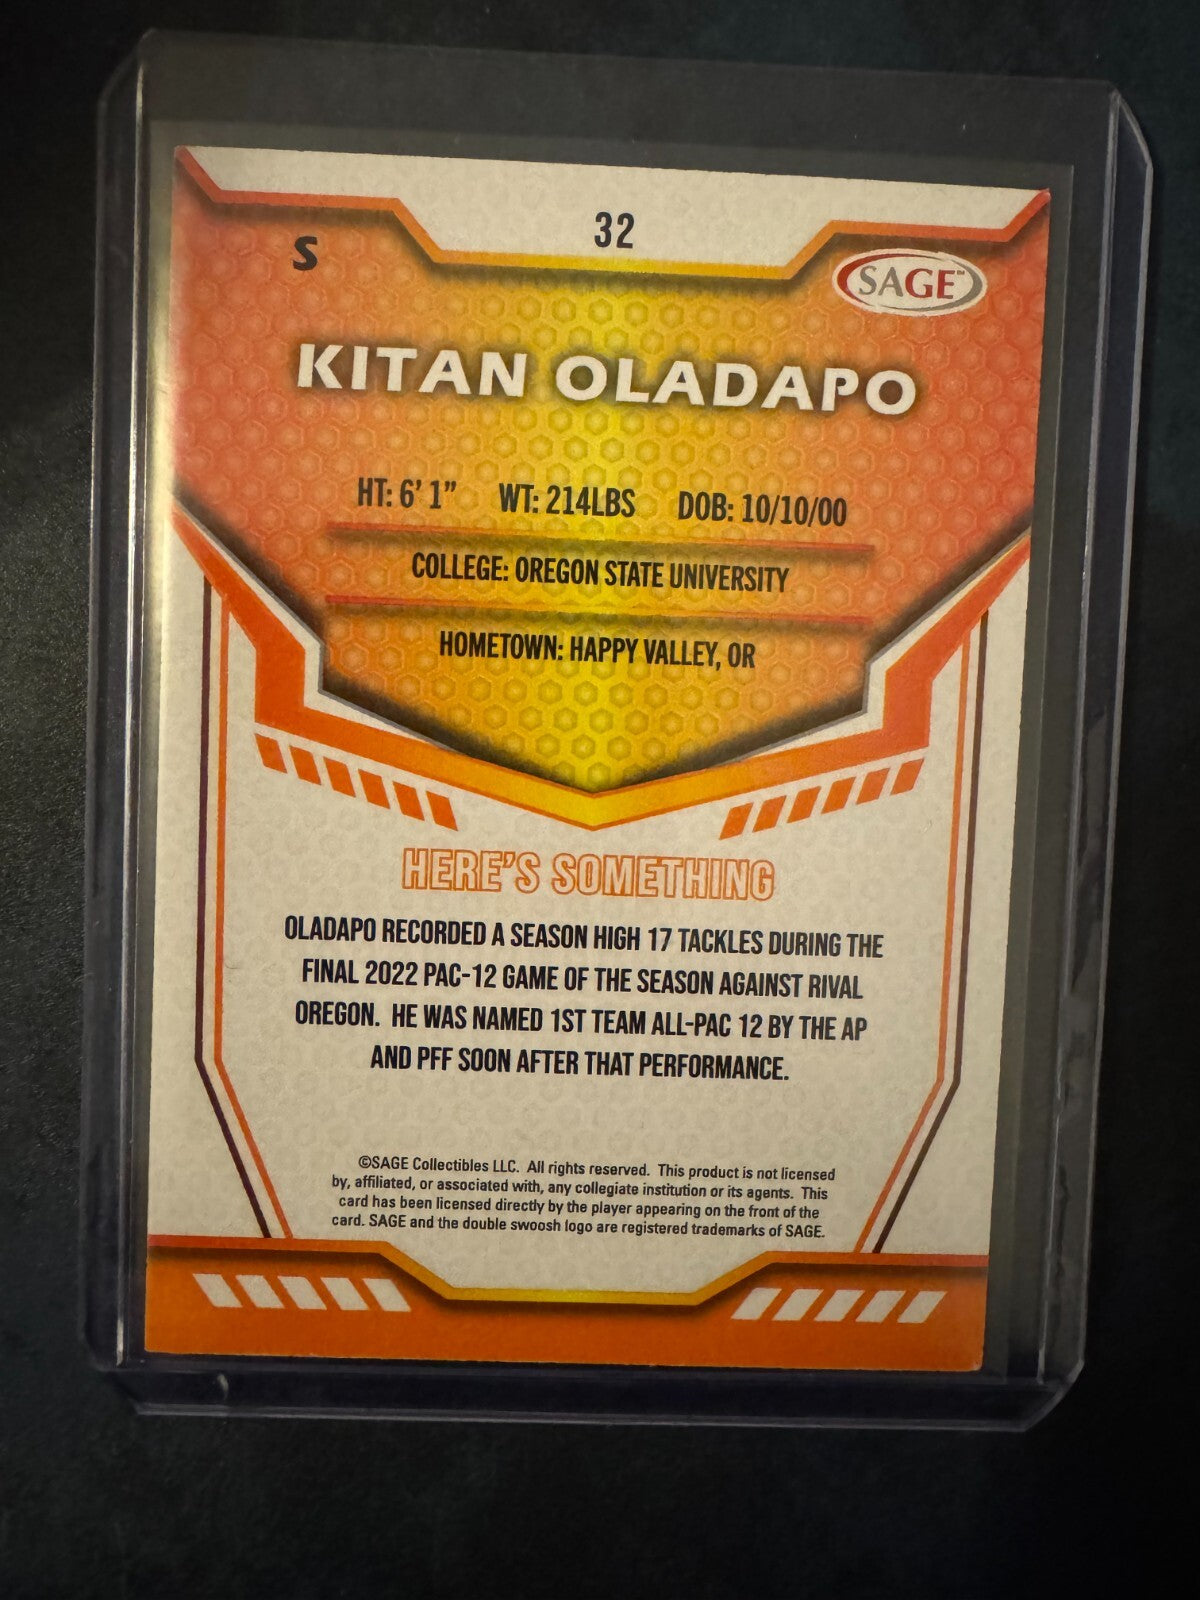 32
S
SAGE™
KITAN OLADAPO
HT: 6' 1" WT: 214LBS DOB: 10/10/00
COLLEGE: OREGON STATE UNIVERSITY
HOMETOWN: HAPPY VALLEY, OR
HERE'S SOMETHING
OLADAPO RECORDED A SEASON HIGH 17 TACKLES DURING THE
FINAL 2022 PAC-12 GAME OF THE SEASON AGAINST RIVAL
OREGON. HE WAS NAMED 1ST TEAM ALL-PAC 12 BY THE AP
AND PFF SOON AFTER THAT PERFORMANCE.
©SAGE Collectibles LLC. All rights reserved. This product is not licensed
by, affiliated, or associated with, any collegiate institution or its agents. This
card has been licensed directly by the player appearing on the front of the
card. SAGE and the double swoosh logo are registered trademarks of SAGE.